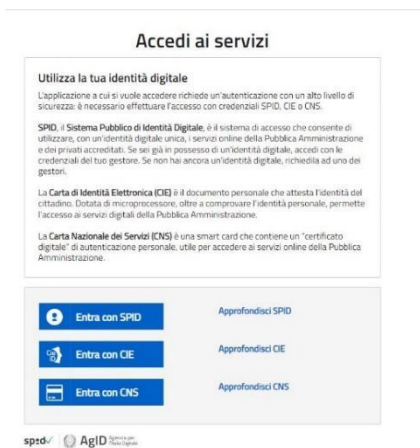 Accedi ai servizi
Utilizza la tua identità digitale
L'applicazione a cui si vuole accedere richiede un'autenticazione con un alto livello di
sicurezza: è necessario effettuare l'accesso con credenziali SPID, CIE o CNS.
SPID, il Sistema Pubblico di Identità Digitale, è il sistema di accesso che consente di
utilizzare, con un'identità digitale unica, i servizi online della Pubblica Amministrazione
e dei privati accreditati. Se sei già in possesso di un'identità digitale, accedi con le
credenziali del tuo gestore. Se non hai ancora un'identità digitale, richiedila ad uno dei
gestori.
La Carta di Identità Elettronica (CIE) è il documento personale che attesta l'identità del
cittadino. Dotata di microprocessore, oltre a comprovare l'identità personale, permette
l'accesso ai servizi digitali della Pubblica Amministrazione.
La Carta Nazionale dei Servizi (CNS) è una smart card che contiene un "certificato
digitale" di autenticazione personale, utile per accedere ai servizi online della Pubblica
Amministrazione.
Entra con SPID
Approfondisci SPID
Entra con CIE
Approfondisci CIE
Entra con CNS
Approfondisci CNS
spid AgID